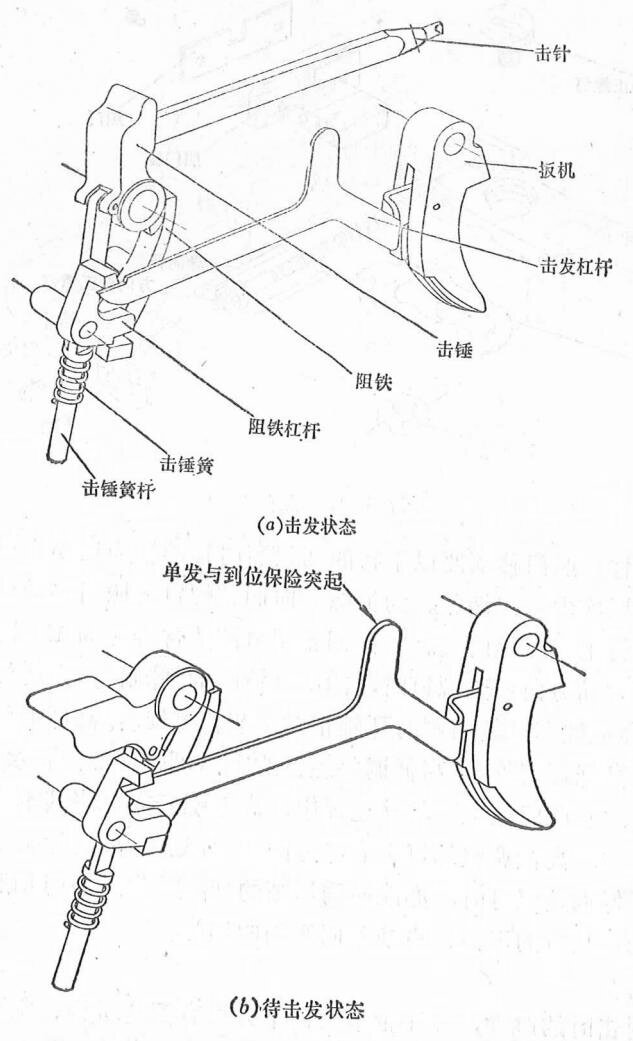 击针
扳机
击发杠杆
击锤
阻铁
阻铁杠杆
击锤簧
击锤簧杆
(a)击发状态
单发与到位保险突起
(b)待击发状态